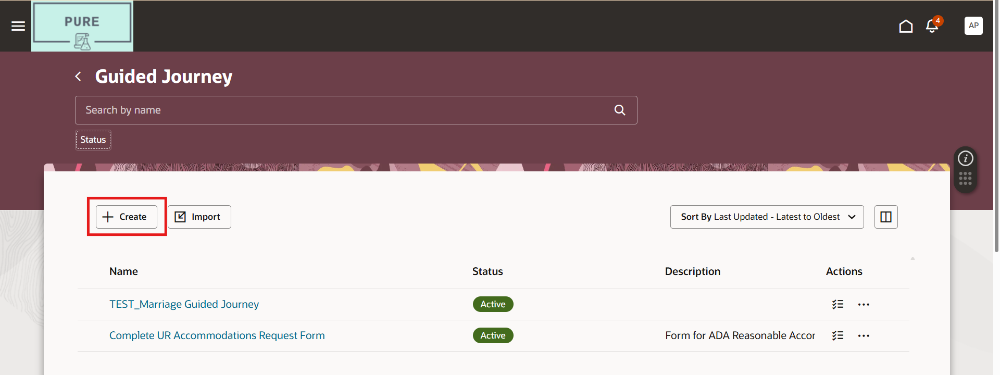 PURE
4
AP
Guided Journey
Search by name
Status
Create
Import
Sort By Last Updated - Latest to Oldest
Name Status Description Actions
TEST_Marriage Guided Journey Active
Complete UR Accommodations Request Form Active Form for ADA Reasonable Accor